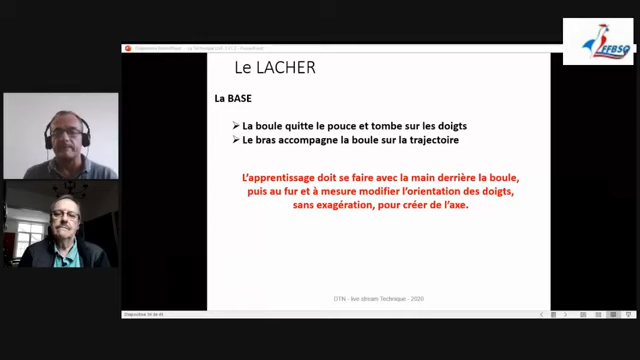 FFBSQ
Le LACHER
La BASE
➢ La boule quitte le pouce et tombe sur les doigts
➢ Le bras accompagne la boule sur la trajectoire
L'apprentissage doit se faire avec la main derrière la boule,
puis au fur et à mesure modifier l'orientation des doigts,
sans exagération, pour créer de l'axe.
DTN - live stream Technique - 2020